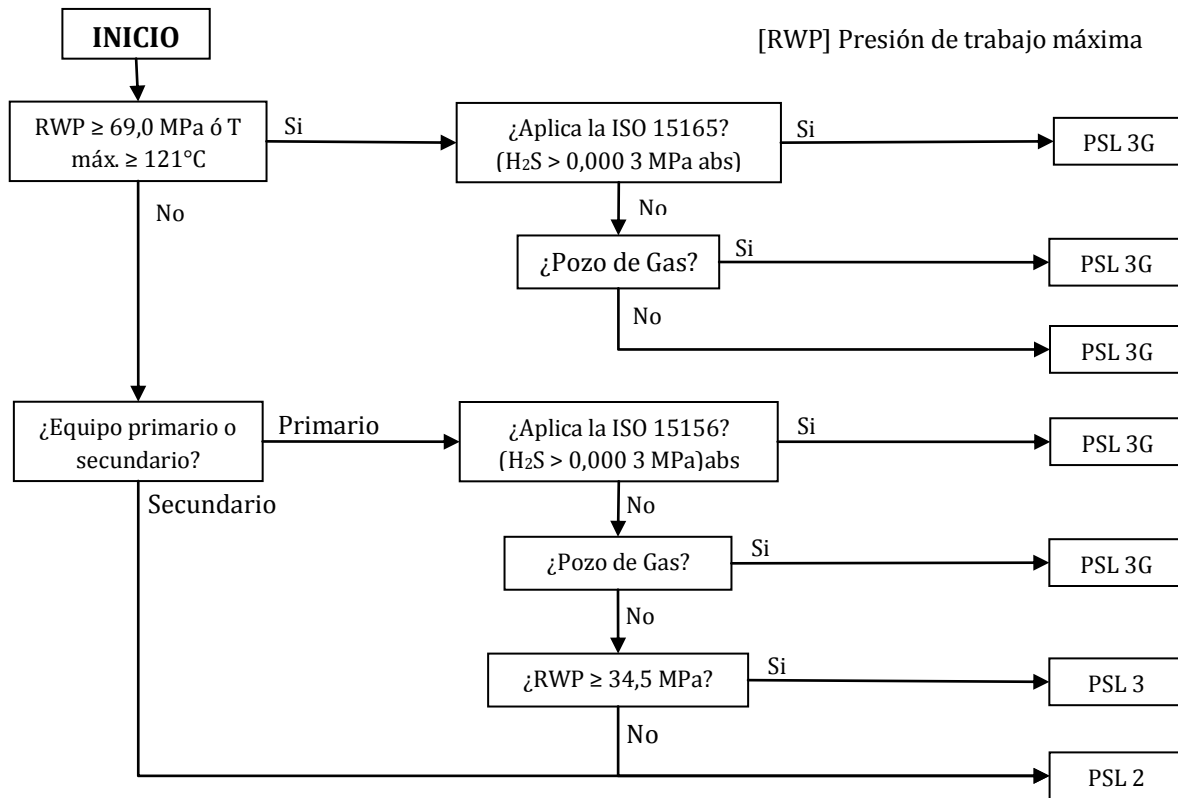 INICIO
[RWP] Presión de trabajo máxima
RWP ≥ 69,0 MPa ó T
máx. ≥ 121°C
Si
¿Aplica la ISO 15165?
(H₂S > 0,000 3 MPa abs)
Si
PSL 3G
No
No
¿Pozo de Gas?
Si
PSL 3G
No
PSL 3G
¿Equipo primario o
secundario?
Primario
¿Aplica la ISO 15156?
(H₂S > 0,000 3 MPa)abs
Si
PSL 3G
Secundario
No
¿Pozo de Gas?
Si
PSL 3G
No
¿RWP ≥ 34,5 MPa?
Si
PSL 3
No
PSL 2